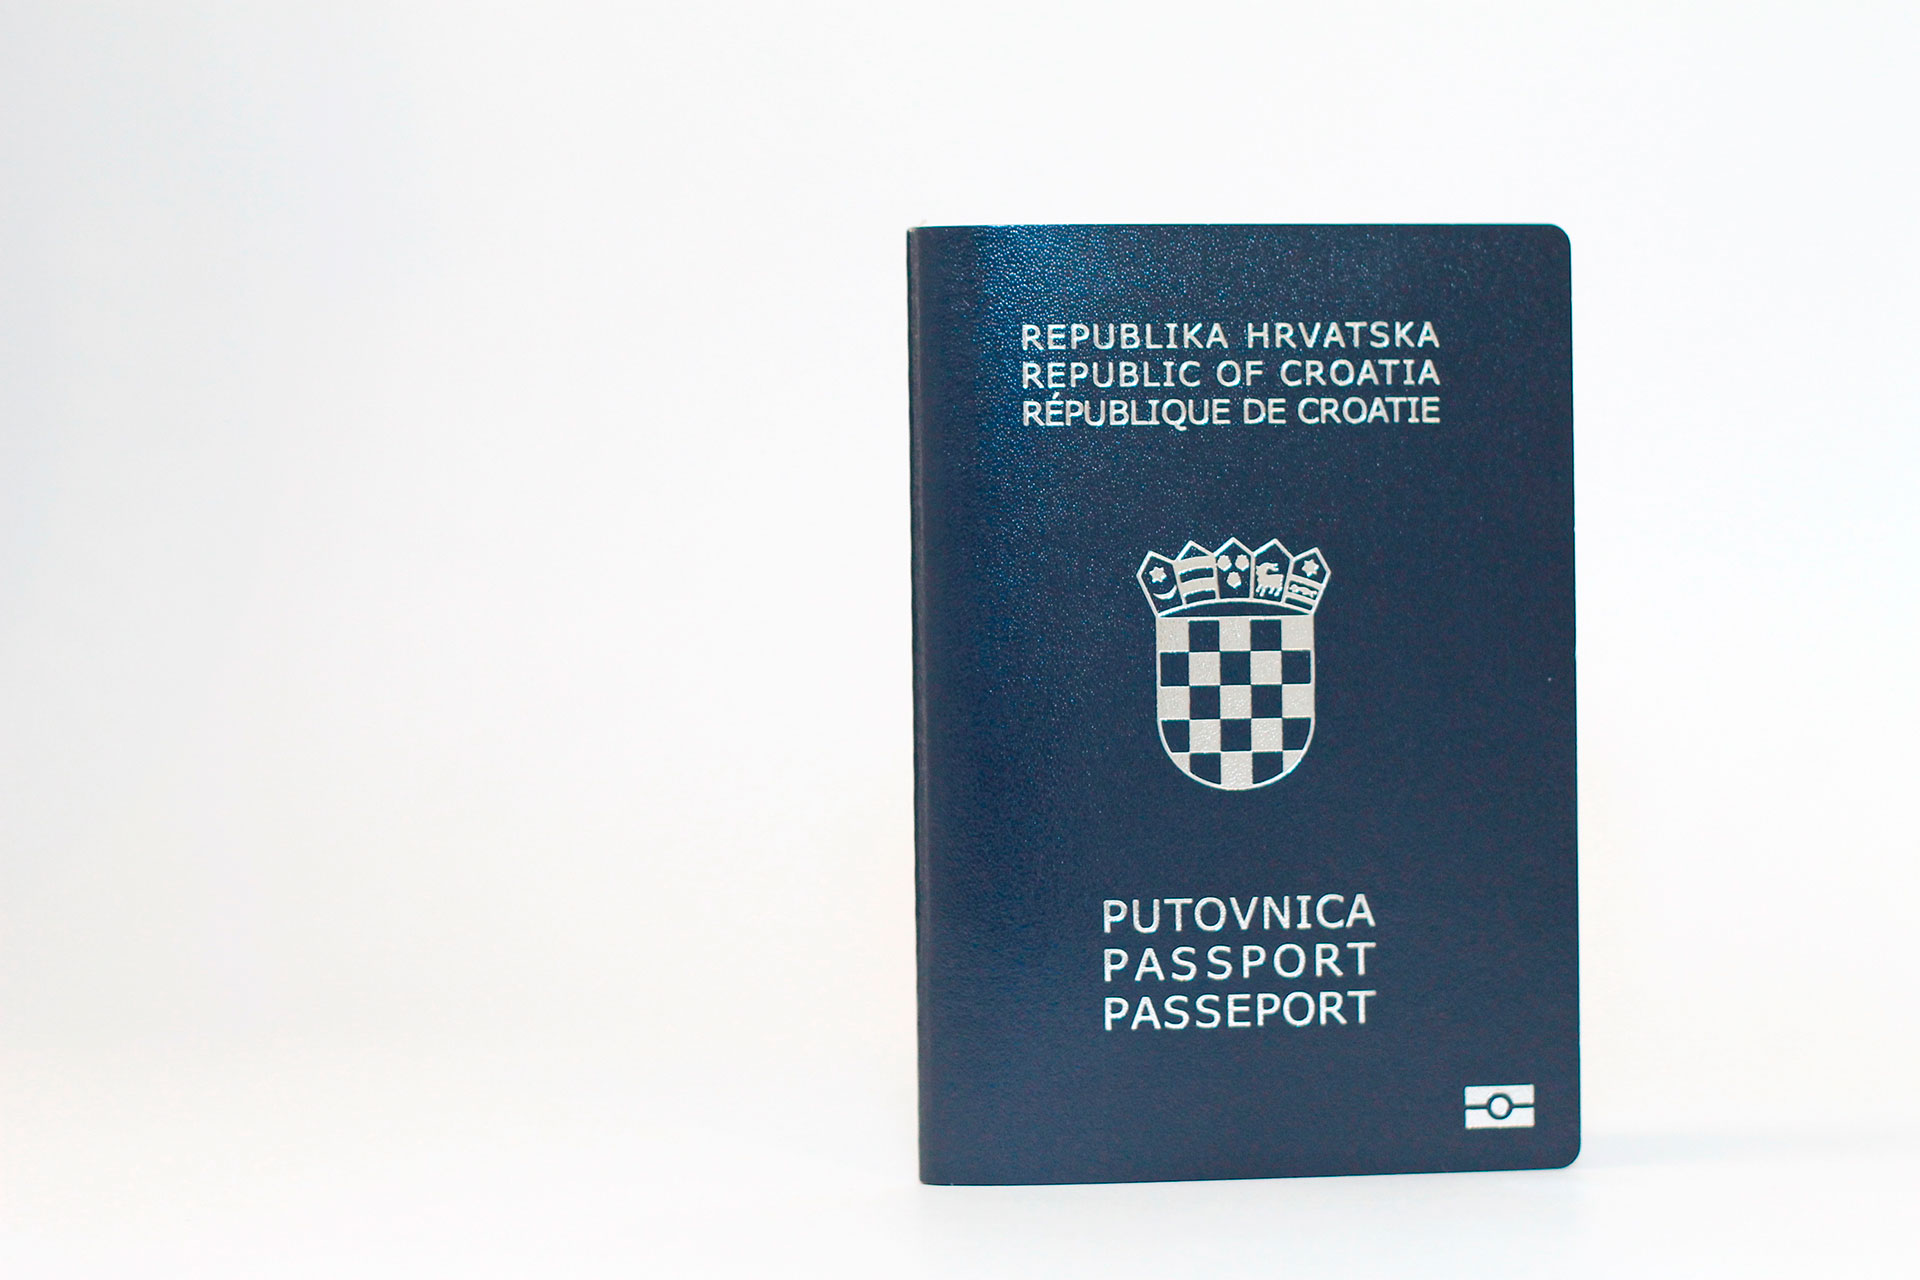 REPUBLIKA HRVATSKA
REPUBLIC OF CROATIA
RÉPUBLIQUE DE CROATIE
PUTOVNICA
PASSPORT
PASSEPORT